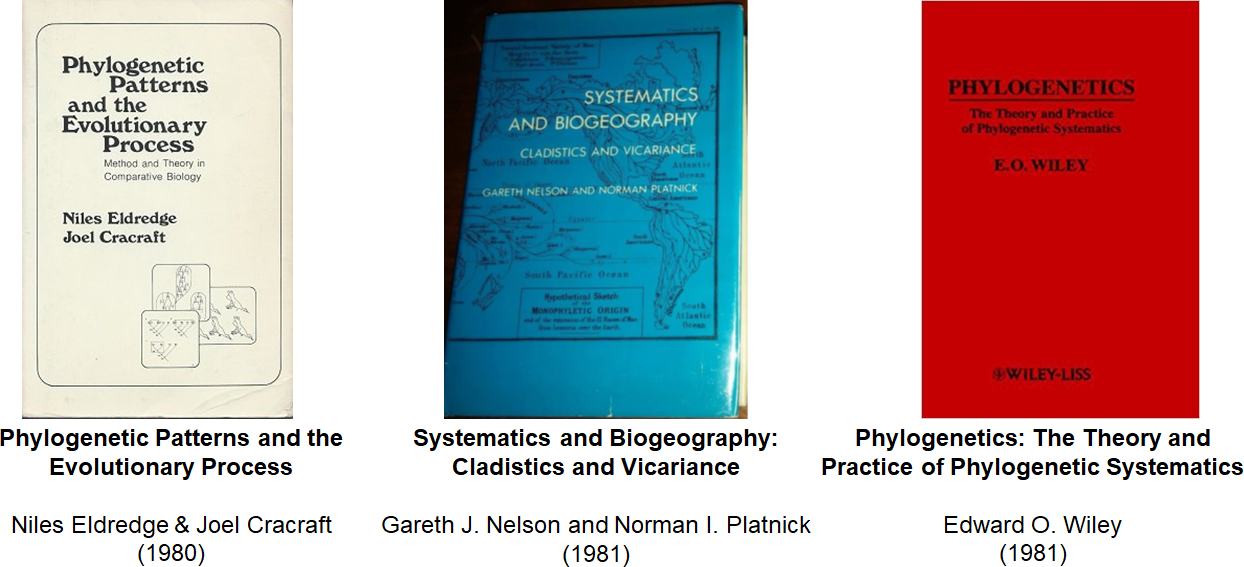 Phylogenetic
Patterns
and the
Evolutionary
Process
Method and Theory in
Comparative Biology
Niles Eldredge
Joel Cracraft
SYSTEMATICS
AND BIOGEOGRAPHY
CLADISTICS AND VICARIANCE
North Pacific Ocean
South
Atlantic
Ocean
GARETH NELSON AND NORMAN PLATNICK
South Pacific Ocean
Hypothetical Sketch
of the
MONOPHYLETIC ORIGIN
South
Atlantic
Ocean
PHYLOGENETICS
The Theory and Practice
of Phylogenetic Systematics
E.O. WILEY
WILEY-LISS
Phylogenetic Patterns and the
Evolutionary Process
Niles Eldredge & Joel Cracraft
(1980)
Systematics and Biogeography:
Cladistics and Vicariance
Gareth J. Nelson and Norman I. Platnick
(1981)
Phylogenetics: The Theory and
Practice of Phylogenetic Systematics
Edward O. Wiley
(1981)